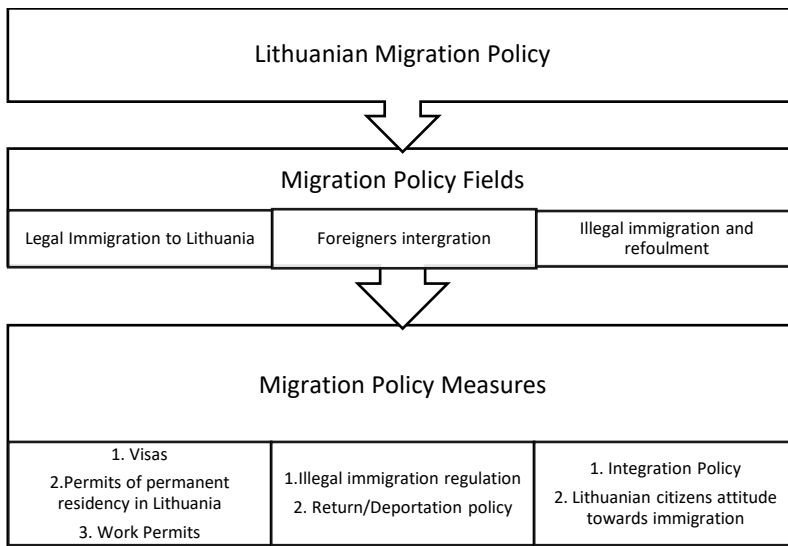 Lithuanian Migration Policy
Migration Policy Fields
Legal Immigration to Lithuania
Foreigners intergration
Illegal immigration and
refoulment
Migration Policy Measures
1. Visas
2.Permits of permanent
residency in Lithuania
3. Work Permits
1.Illegal immigration regulation
2. Return/Deportation policy
1. Integration Policy
2. Lithuanian citizens attitude
towards immigration